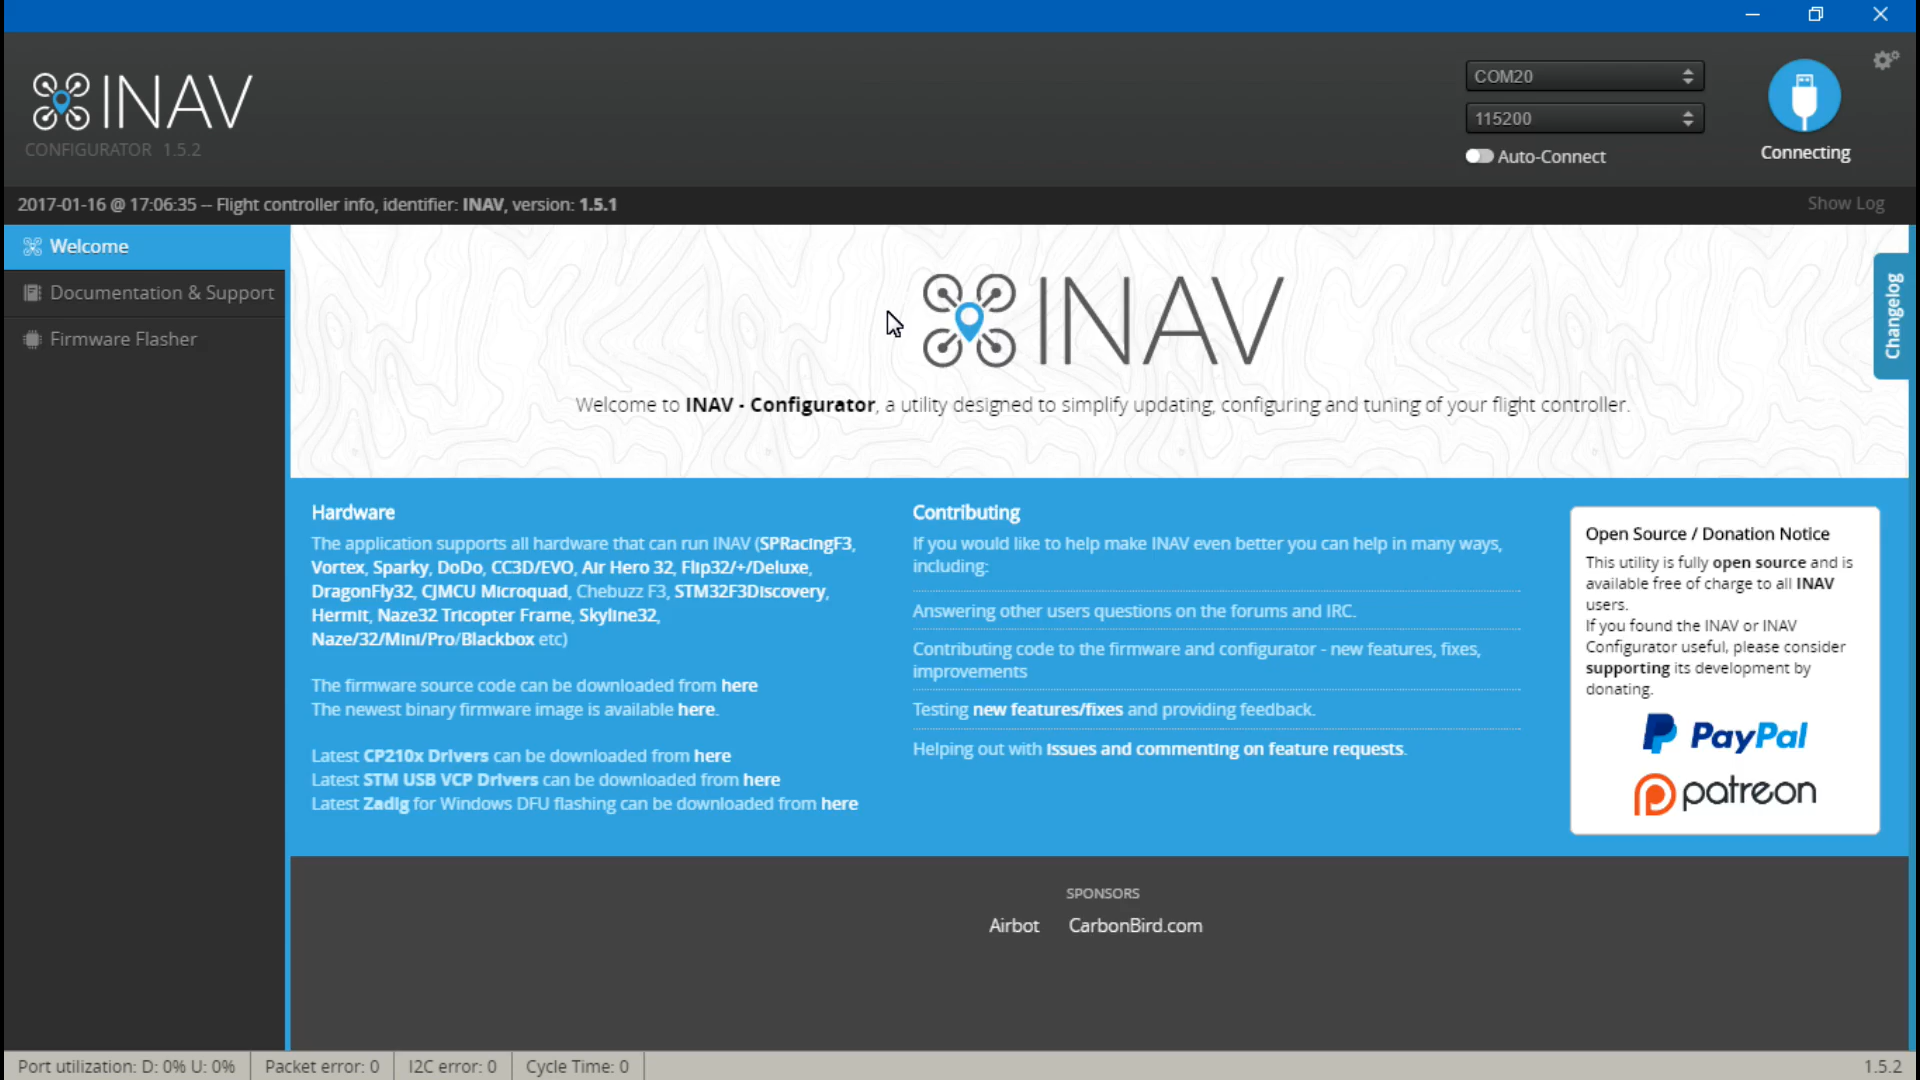 INAV
CONFIGURATOR 1.5.2
COM20
115200
Auto-Connect
Connecting
2017-01-16 @ 17:06:35 -- Flight controller info, identifier: INAV, version: 1.5.1
Show Log
Welcome
Documentation & Support
Firmware Flasher
INAV
Changelog
Welcome to INAV - Configurator, a utility designed to simplify updating, configuring and tuning of your flight controller.
Hardware
The application supports all hardware that can run INAV (SPRacingF3,
Vortex, Sparky, DoDo, CC3D/EVO, Air Hero 32, Flip32/+/Deluxe,
DragonFly32, CJMCU Microquad, Chebuzz F3, STM32F3Discovery,
Hermit, Naze32 Tricopter Frame, Skyline32,
Naze/32/Mini/Pro/Blackbox etc)
The firmware source code can be downloaded from here
The newest binary firmware image is available here.
Latest CP210x Drivers can be downloaded from here
Latest STM USB VCP Drivers can be downloaded from here
Latest Zadig for Windows DFU flashing can be downloaded from here
Contributing
If you would like to help make INAV even better you can help in many ways,
including:
Answering other users questions on the forums and IRC.
Contributing code to the firmware and configurator - new features, fixes,
improvements
Testing new features/fixes and providing feedback.
Helping out with issues and commenting on feature requests.
Open Source / Donation Notice
This utility is fully open source and is
available free of charge to all INAV
users.
If you found the INAV or INAV
Configurator useful, please consider
supporting its development by
donating.
PayPal
patreon
SPONSORS
Airbot CarbonBird.com
Port utilization: D: 0% U: 0% Packet error: 0 I2C error: 0 Cycle Time: 0 1.5.2